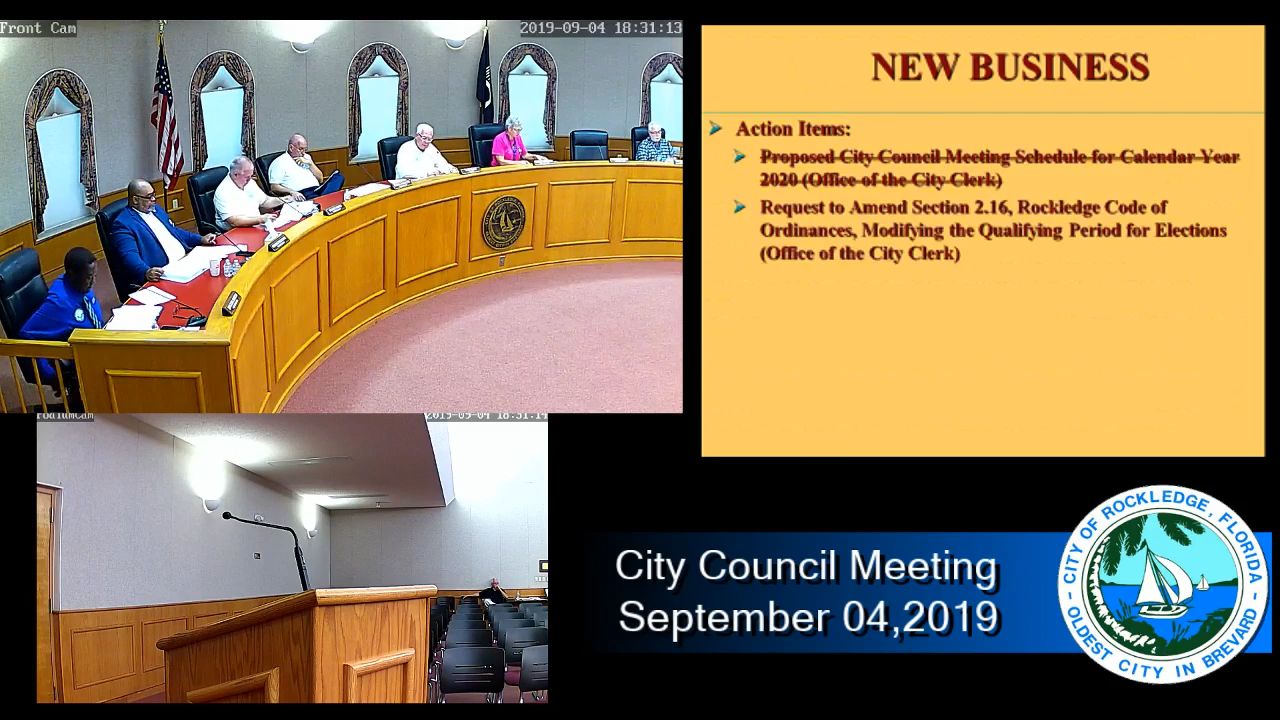 Front Cam
2019-09-04 18:31:13
NEW BUSINESS
Action Items:
Proposed City Council Meeting Schedule for Calendar Year
2020 (Office of the City Clerk)
Request to Amend Section 2.16, Rockledge Code of
Ordinances, Modifying the Qualifying Period for Elections
(Office of the City Clerk)
PodiumCam
2019-09-04 18:31:14
City Council Meeting
September 04,2019
CITY OF ROCKLEDGE, FLORIDA
OLDEST CITY IN BREVARD